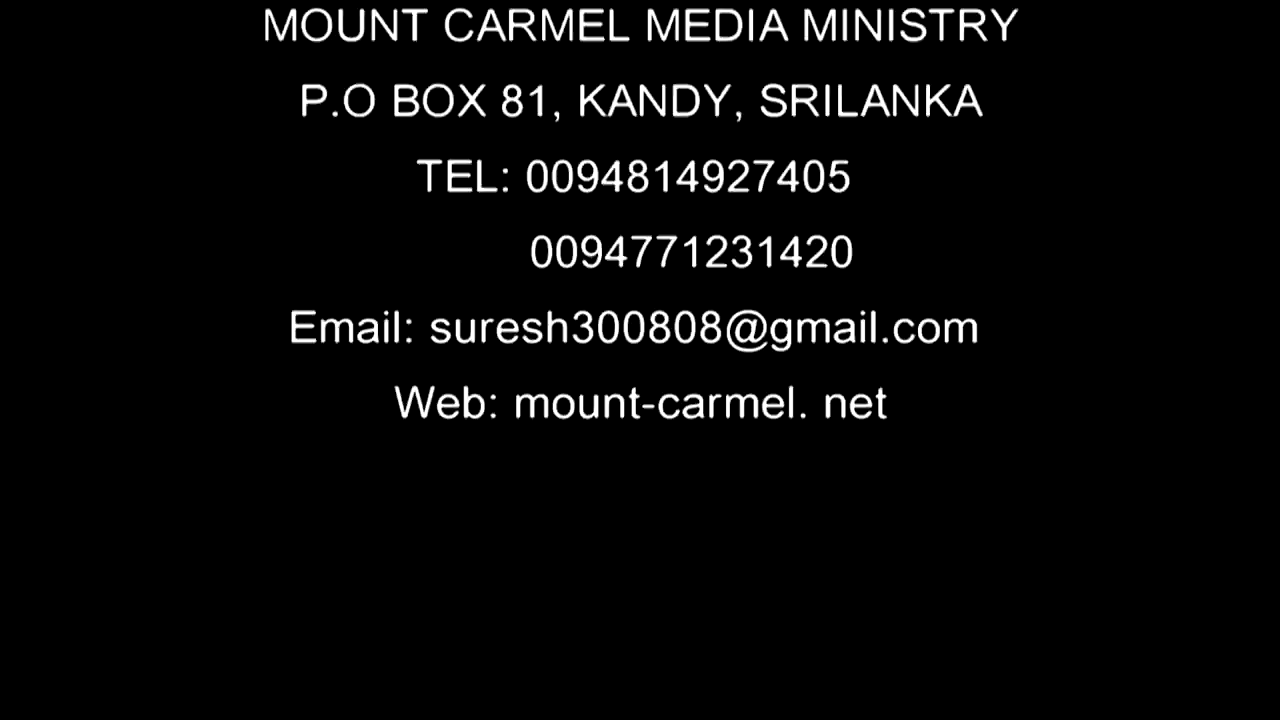 MOUNT CARMEL MEDIA MINISTRY
P.O BOX 81, KANDY, SRILANKA
TEL: 0094814927405
0094771231420
Email: suresh300808@gmail.com
Web: mount-carmel. net